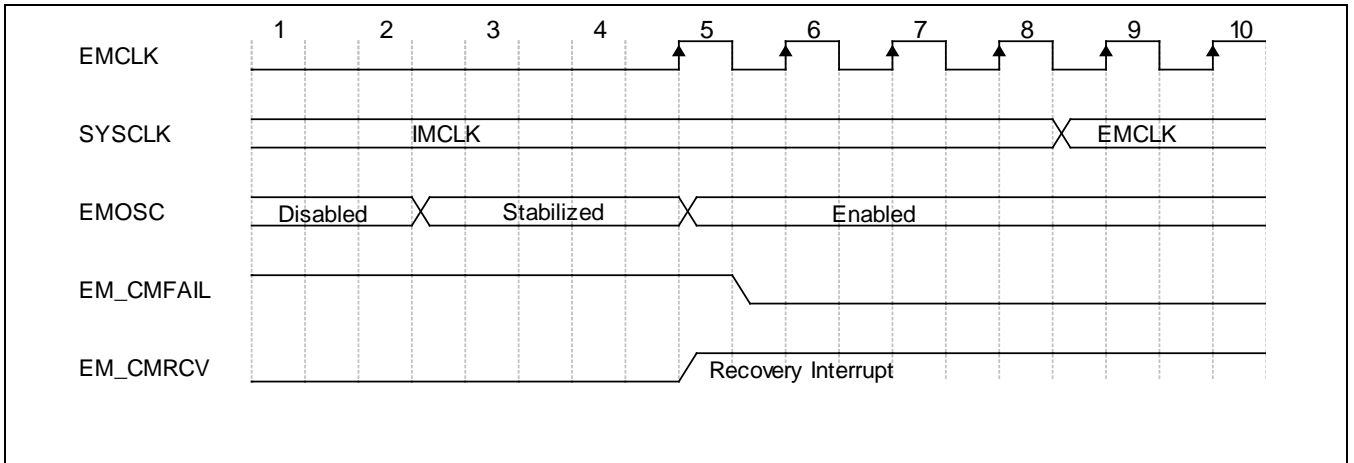 1 2 3 4 5 6 7 8 9 10
EMCLK
SYSCLK IMCLK EMCLK
EMOSC Disabled Stabilized Enabled
EM_CMFAIL
EM_CMRCV Recovery Interrupt